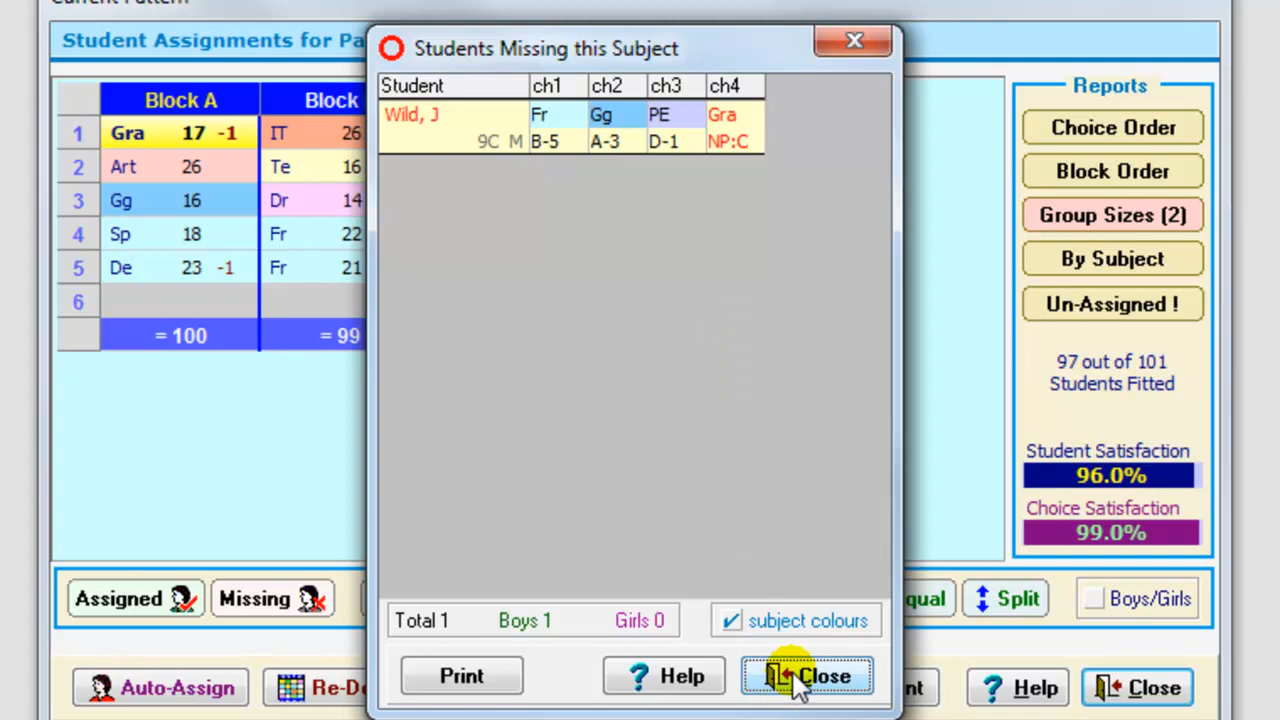 Student Assignments for Pa
Block A Block
1 Gra 17 -1 IT 26
2 Art 26 Te 16
3 Gg 16 Dr 14
4 Sp 18 Fr 22
5 De 23 -1 Fr 21
6
= 100 = 99
Students Missing this Subject
Student ch1 ch2 ch3 ch4
Wild, J Fr Gg PE Gra
9C M B-5 A-3 D-1 NP:C
Total 1 Boys 1 Girls 0 subject colours
Print ? Help Close
Reports
Choice Order
Block Order
Group Sizes (2)
By Subject
Un-Assigned !
97 out of 101
Students Fitted
Student Satisfaction
96.0%
Choice Satisfaction
99.0%
Assigned Missing qual Split Boys/Girls
Auto-Assign Re-De nt ? Help Close